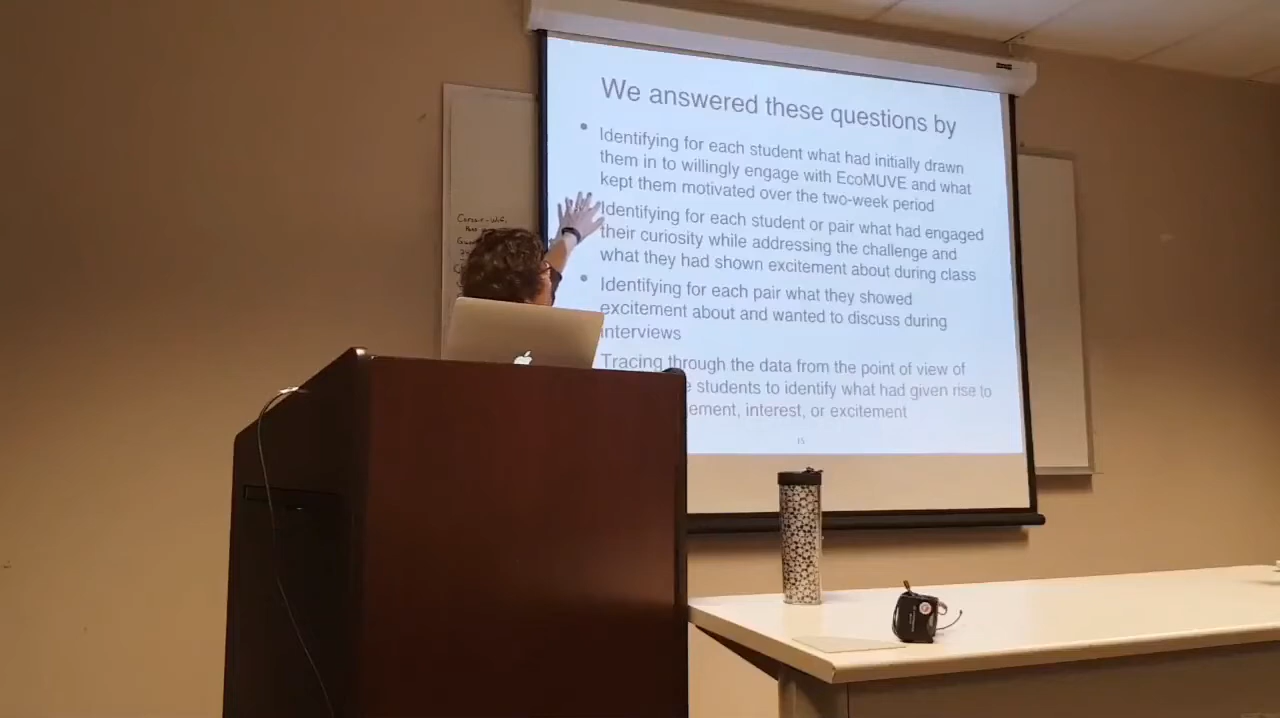 We answered these questions by
• Identifying for each student what had initially drawn
them in to willingly engage with EcoMUVE and what
kept them motivated over the two-week period
Identifying for each student or pair what had engaged
their curiosity while addressing the challenge and
what they had shown excitement about during class
• Identifying for each pair what they showed
excitement about and wanted to discuss during
interviews
Tracing through the data from the point of view of
students to identify what had given rise to
ement, interest, or excitement
15